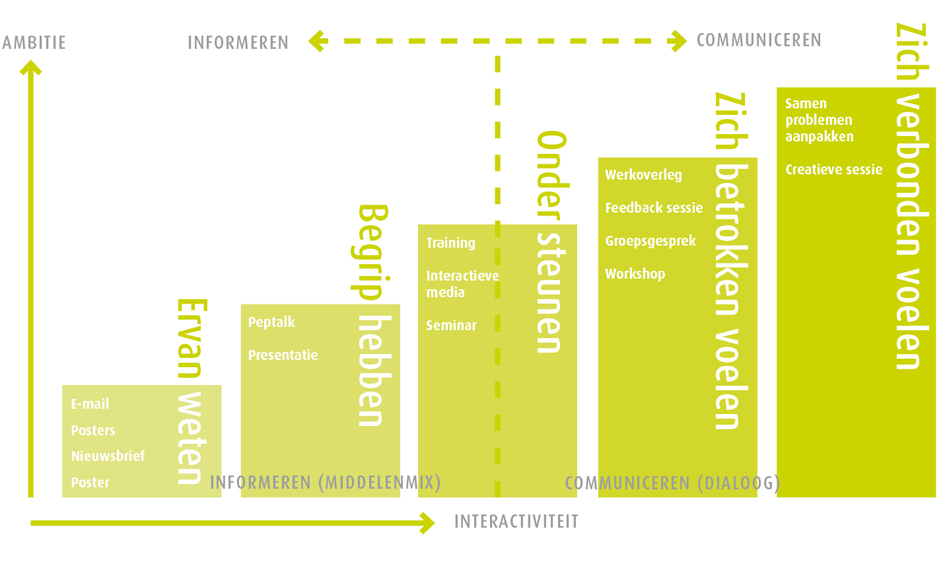 AMBITIE
INFORMEREN
COMMUNICEREN
Ervan weten
E-mail
Posters
Nieuwsbrief
Poster
Begrip hebben
Peptalk
Presentatie
Onder steunen
Training
Interactieve
media
Seminar
Zich betrokken voelen
Werkoverleg
Feedback sessie
Groepsgesprek
Workshop
Zich verbonden voelen
Samen
problemen
aanpakken
Creatieve sessie
INFORMEREN (MIDDELENMIX)
COMMUNICEREN (DIALOOG)
INTERACTIVITEIT